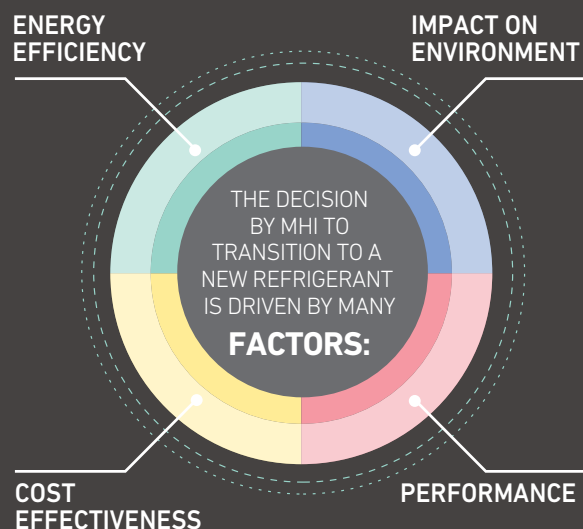 ENERGY
EFFICIENCY
IMPACT ON
ENVIRONMENT
THE DECISION
BY MHI TO
TRANSITION TO A
NEW REFRIGERANT
IS DRIVEN BY MANY
FACTORS:
COST
EFFECTIVENESS
PERFORMANCE